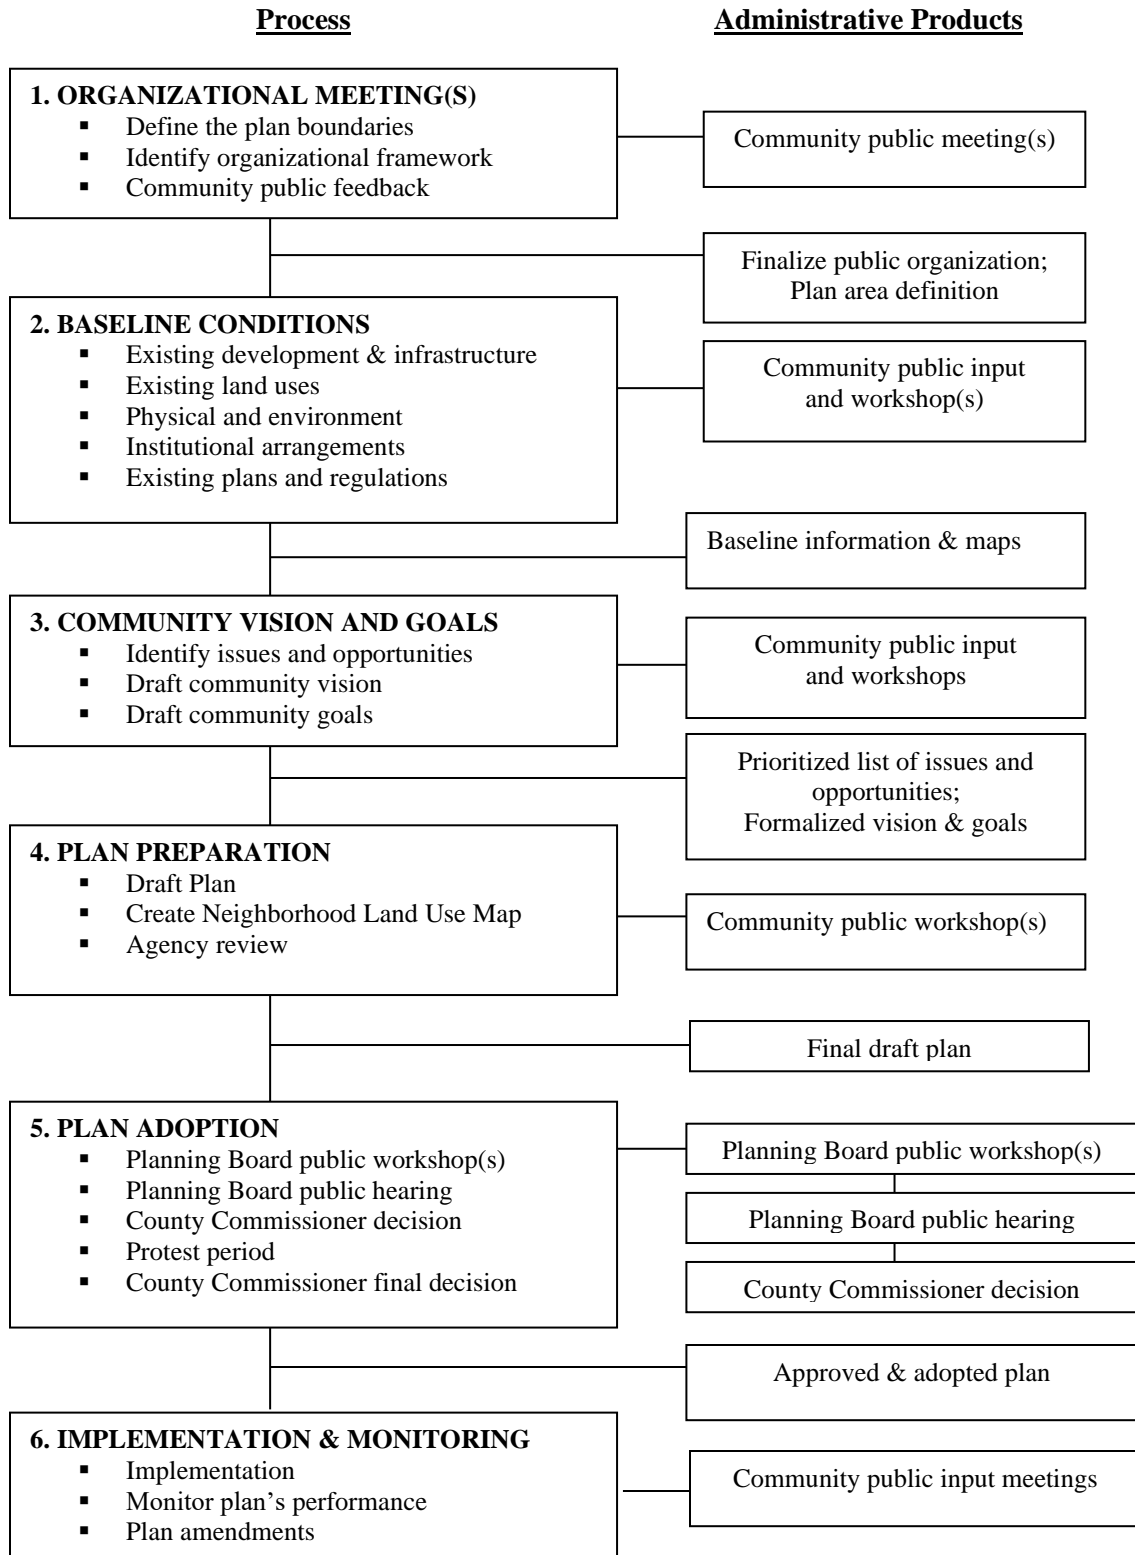 Process
Administrative Products
1. ORGANIZATIONAL MEETING(S)
▪ Define the plan boundaries
▪ Identify organizational framework
▪ Community public feedback
Community public meeting(s)
Finalize public organization;
Plan area definition
2. BASELINE CONDITIONS
▪ Existing development & infrastructure
▪ Existing land uses
▪ Physical and environment
▪ Institutional arrangements
▪ Existing plans and regulations
Community public input
and workshop(s)
Baseline information & maps
3. COMMUNITY VISION AND GOALS
▪ Identify issues and opportunities
▪ Draft community vision
▪ Draft community goals
Community public input
and workshops
Prioritized list of issues and
opportunities;
Formalized vision & goals
4. PLAN PREPARATION
▪ Draft Plan
▪ Create Neighborhood Land Use Map
▪ Agency review
Community public workshop(s)
Final draft plan
5. PLAN ADOPTION
▪ Planning Board public workshop(s)
▪ Planning Board public hearing
▪ County Commissioner decision
▪ Protest period
▪ County Commissioner final decision
Planning Board public workshop(s)
Planning Board public hearing
County Commissioner decision
Approved & adopted plan
6. IMPLEMENTATION & MONITORING
▪ Implementation
▪ Monitor plan’s performance
▪ Plan amendments
Community public input meetings